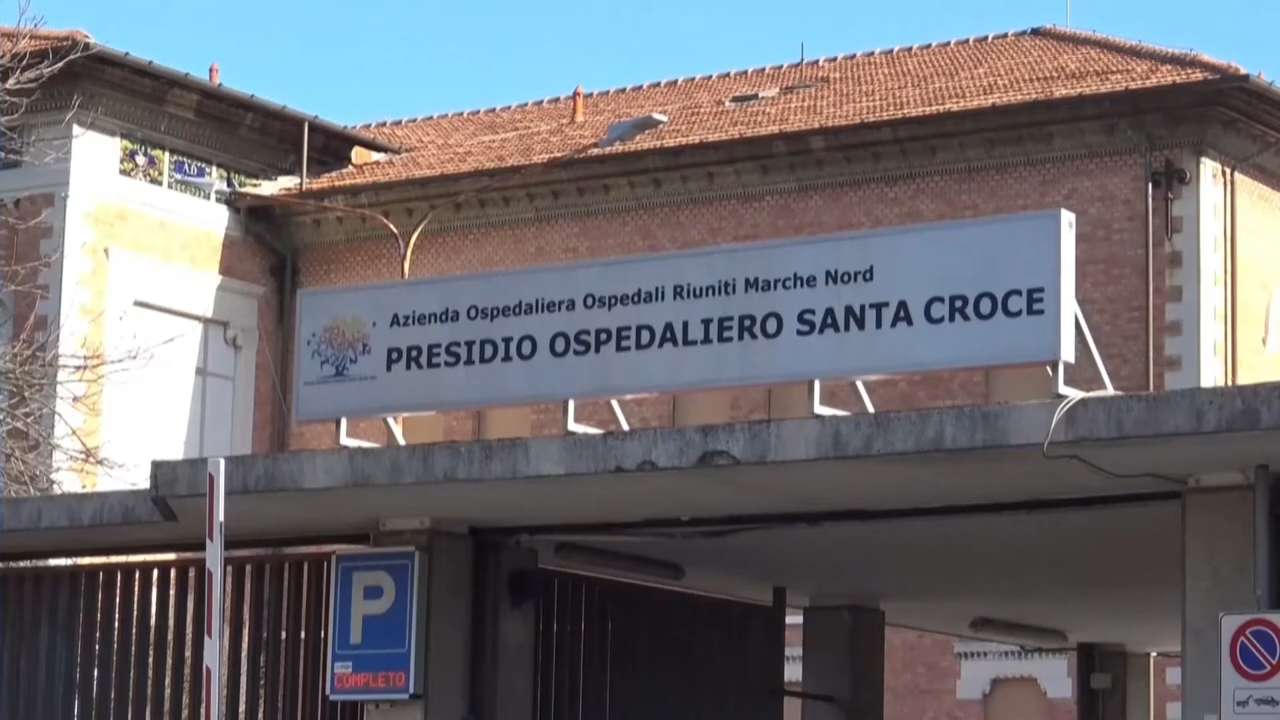 Azienda Ospedaliera Ospedali Riuniti Marche Nord
PRESIDIO OSPEDALIERO SANTA CROCE
P
COMPLETO